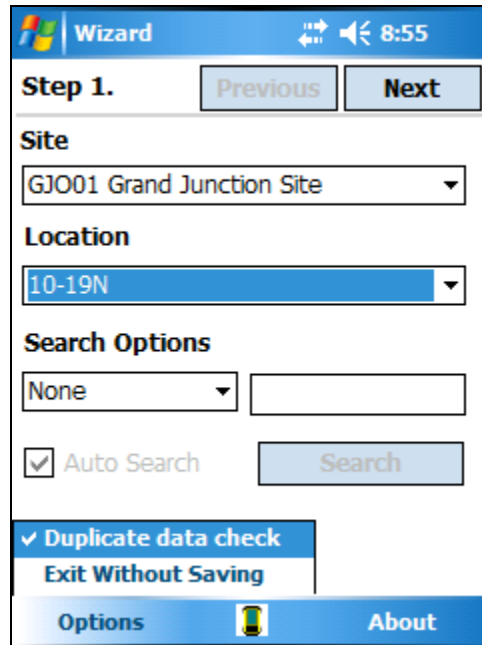 Wizard 8:55
Step 1. Previous Next
Site
GJO01 Grand Junction Site
Location
10-19N
Search Options
None
Auto Search Search
Duplicate data check
Exit Without Saving
Options About